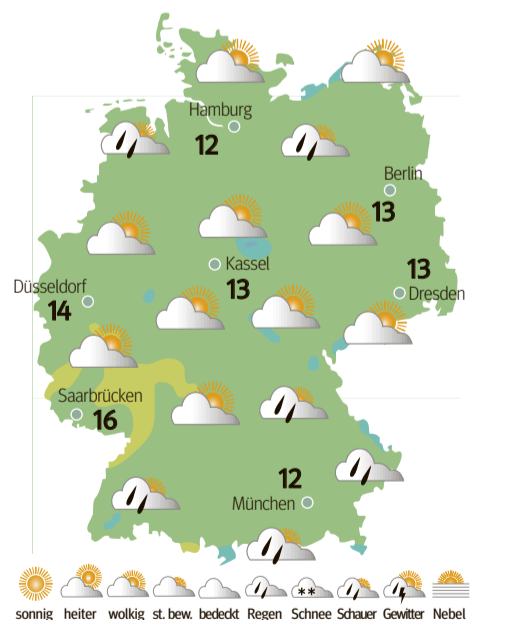 Hamburg
12
Berlin
13
Kassel
13
13
Dresden
Düsseldorf
14
Saarbrücken
16
12
München
sonnig heiter wolkig st. bew. bedeckt Regen Schnee Schauer Gewitter Nebel